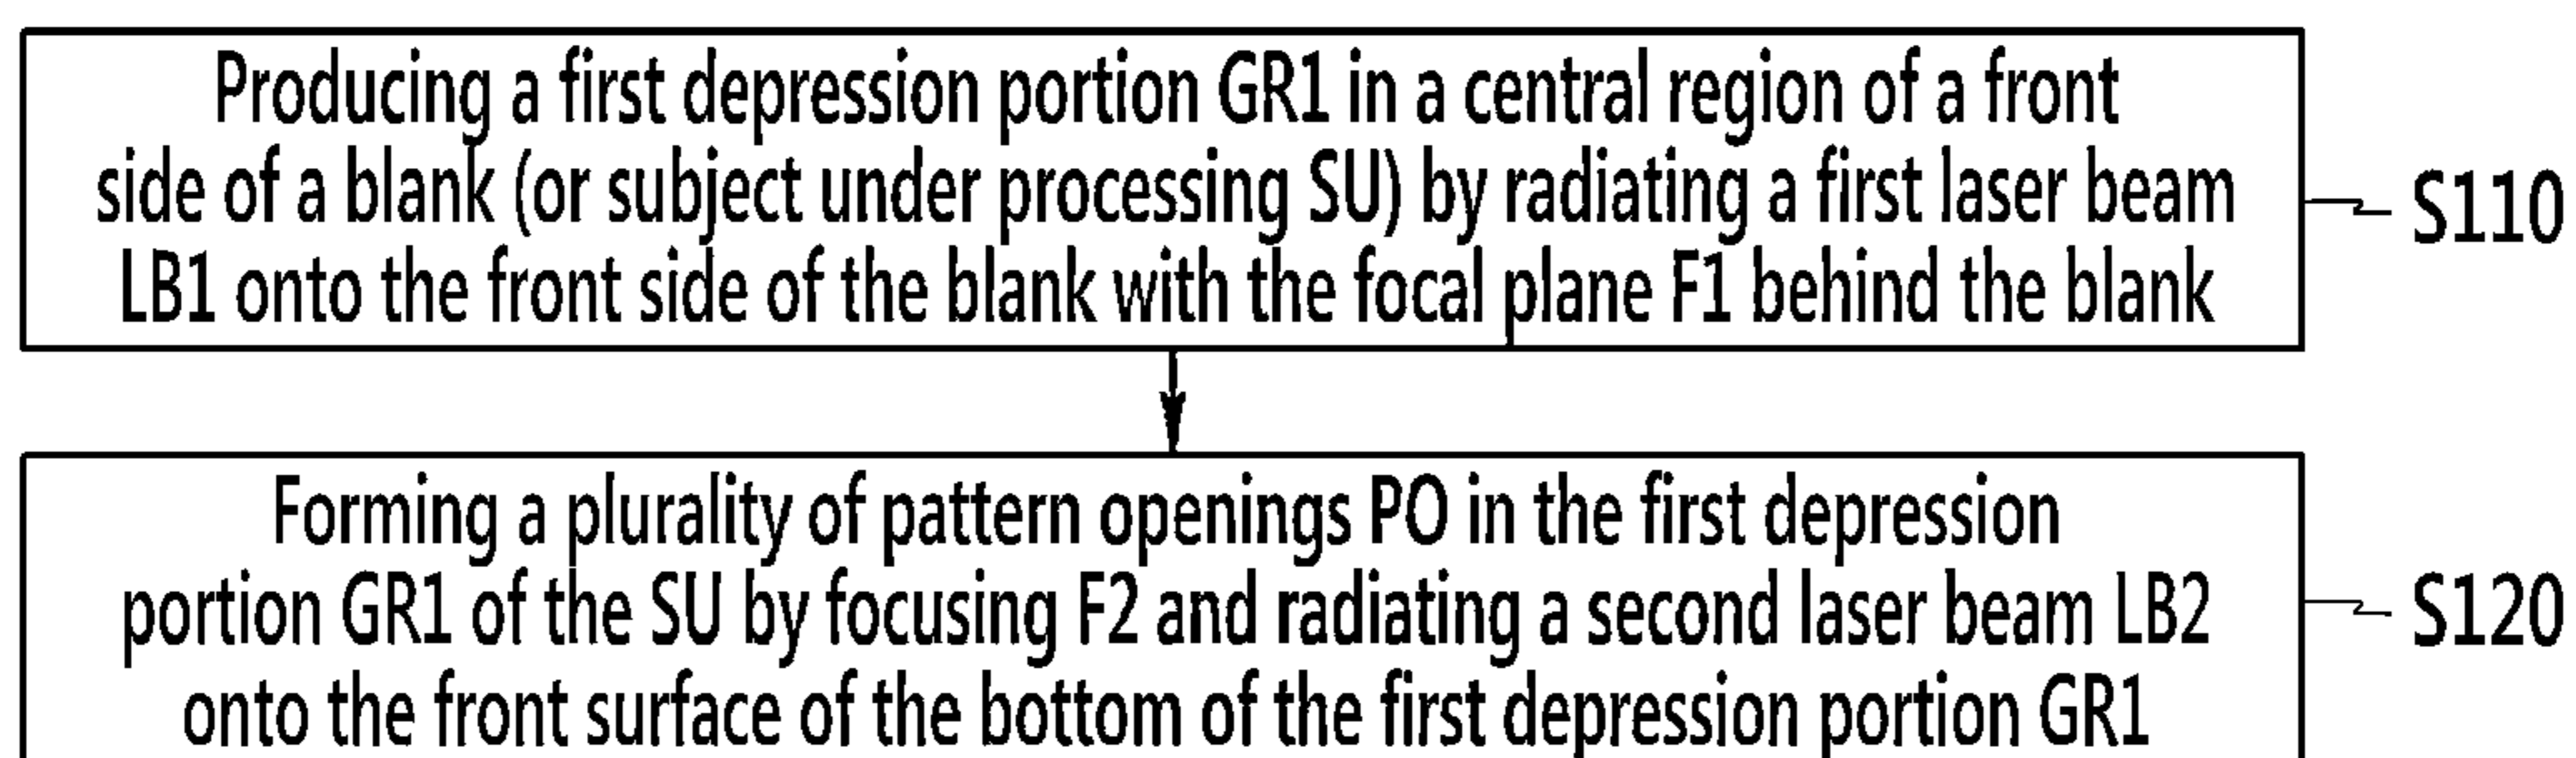 Producing a first depression portion GR1 in a central region of a front
side of a blank (or subject under processing SU) by radiating a first laser beam
LB1 onto the front side of the blank with the focal plane F1 behind the blank
S110
Forming a plurality of pattern openings PO in the first depression
portion GR1 of the SU by focusing F2 and radiating a second laser beam LB2
onto the front surface of the bottom of the first depression portion GR1
S120